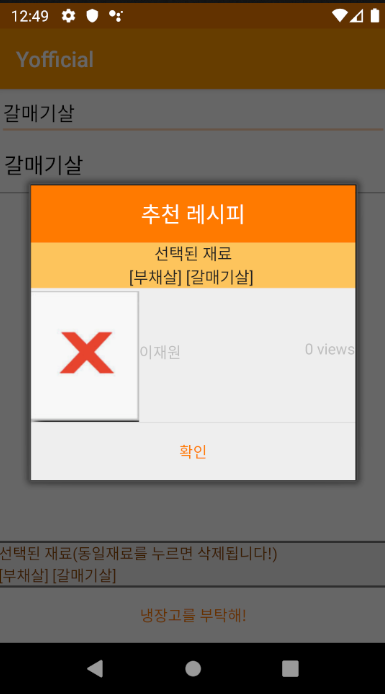 12:49
Yofficial
갈매기살
갈매기살
추천 레시피
선택된 재료
[부채살] [갈매기살]
이재원
0 views
확인
선택된 재료(동일재료를 누르면 삭제됩니다!)
[부채살] [갈매기살]
냉장고를 부탁해!